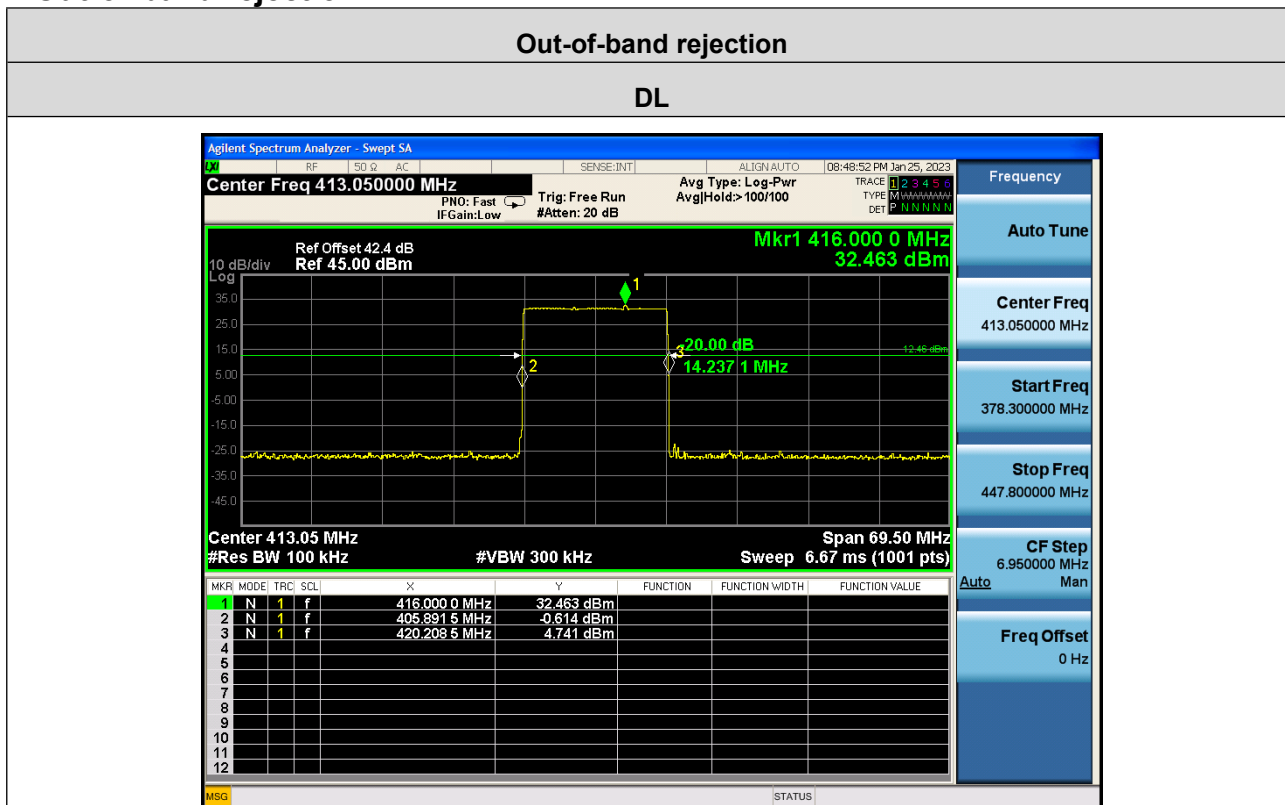 Out-of-band rejection
DL
Agilent Spectrum Analyzer - Swept SA
LXI RF 50 Ω AC SENSE:INT ALIGN AUTO 08:48:52 PM Jan 25, 2023
Center Freq 413.050000 MHz
PNO: Fast
IFGain:Low
Trig: Free Run
#Atten: 20 dB
Avg Type: Log-Pwr
Avg|Hold:>100/100
TRACE 1 2 3 4 5 6
TYPE M W W W W W
DET P N N N N N
Mkr1 416.000 0 MHz
32.463 dBm
Ref Offset 42.4 dB
10 dB/div Ref 45.00 dBm
Log
35.0
25.0
15.0
5.00
-5.00
-15.0
-25.0
-35.0
-45.0
1
2
3
-20.00 dB
14.237 1 MHz
12.46 dBm
Center 413.05 MHz Span 69.50 MHz
#Res BW 100 kHz #VBW 300 kHz Sweep 6.67 ms (1001 pts)
MKR MODE TRC SCL X Y FUNCTION FUNCTION WIDTH FUNCTION VALUE
1 N 1 f 416.000 0 MHz 32.463 dBm
2 N 1 f 405.891 5 MHz -0.614 dBm
3 N 1 f 420.208 5 MHz 4.741 dBm
4
5
6
7
8
9
10
11
12
MSG STATUS
Frequency
Auto Tune
Center Freq
413.050000 MHz
Start Freq
378.300000 MHz
Stop Freq
447.800000 MHz
CF Step
6.950000 MHz
Auto Man
Freq Offset
0 Hz